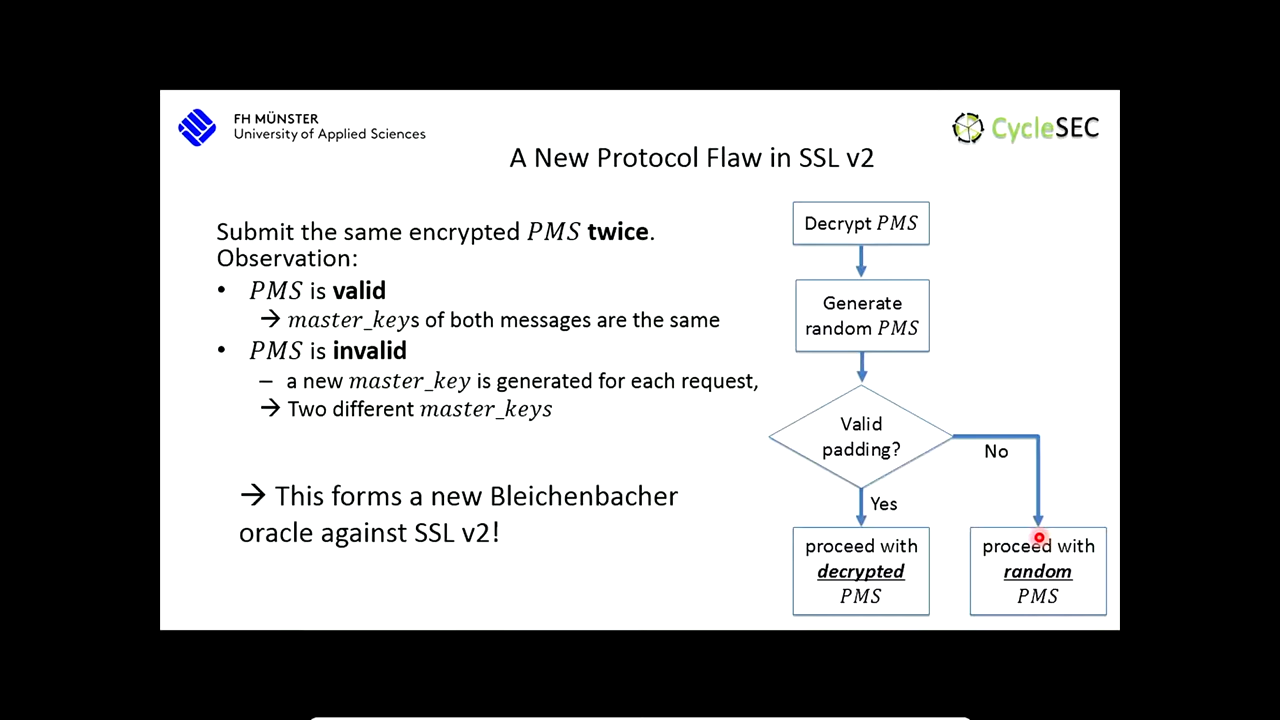 FH MÜNSTER
University of Applied Sciences
CycleSEC
A New Protocol Flaw in SSL v2
Submit the same encrypted PMS twice.
Observation:
• PMS is valid
→ master_keys of both messages are the same
• PMS is invalid
– a new master_key is generated for each request,
→ Two different master_keys
→ This forms a new Bleichenbacher
oracle against SSL v2!
Decrypt PMS
Generate
random PMS
Valid
padding?
No
Yes
proceed with
decrypted
PMS
proceed with
random
PMS